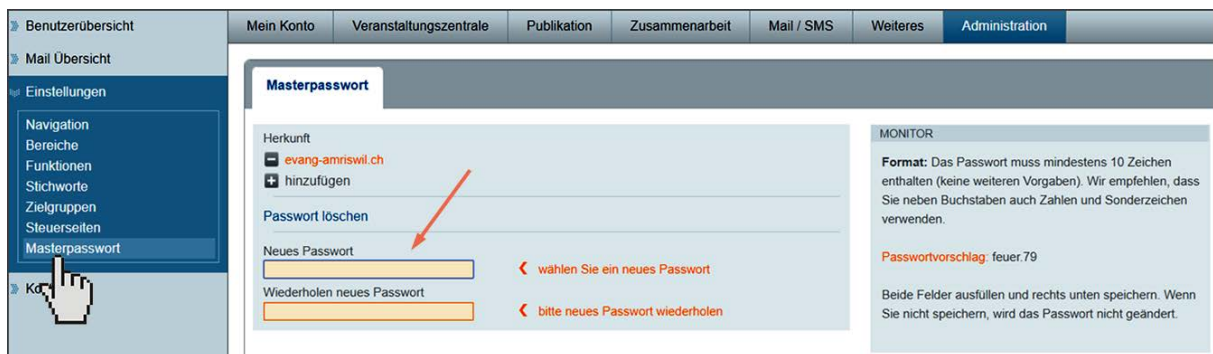 Benutzerübersicht
Mail Übersicht
Einstellungen
Navigation
Bereiche
Funktionen
Stichworte
Zielgruppen
Steuerseiten
Masterpasswort
Mein Konto
Veranstaltungszentrale
Publikation
Zusammenarbeit
Mail / SMS
Weiteres
Administration
Masterpasswort
Herkunft
evang-amriswil.ch
hinzufügen
Passwort löschen
Neues Passwort
wählen Sie ein neues Passwort
Wiederholen neues Passwort
bitte neues Passwort wiederholen
MONITOR
Format: Das Passwort muss mindestens 10 Zeichen
enthalten (keine weiteren Vorgaben). Wir empfehlen, dass
Sie neben Buchstaben auch Zahlen und Sonderzeichen
verwenden.
Passwortvorschlag: feuer.79
Beide Felder ausfüllen und rechts unten speichern. Wenn
Sie nicht speichern, wird das Passwort nicht geändert.